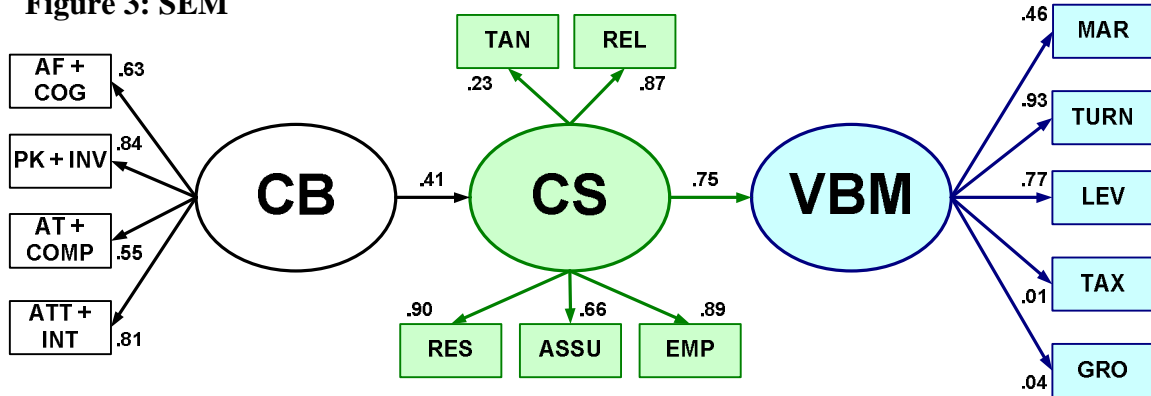 Figure 3: SEM
AF +
COG
.63
PK + INV
.84
AT +
COMP
.55
ATT +
INT
.81
CB
.41
TAN
.23
REL
.87
CS
.75
.90
RES
.66
ASSU
.89
EMP
VBM
.46
MAR
.93
TURN
.77
LEV
.01
TAX
.04
GRO